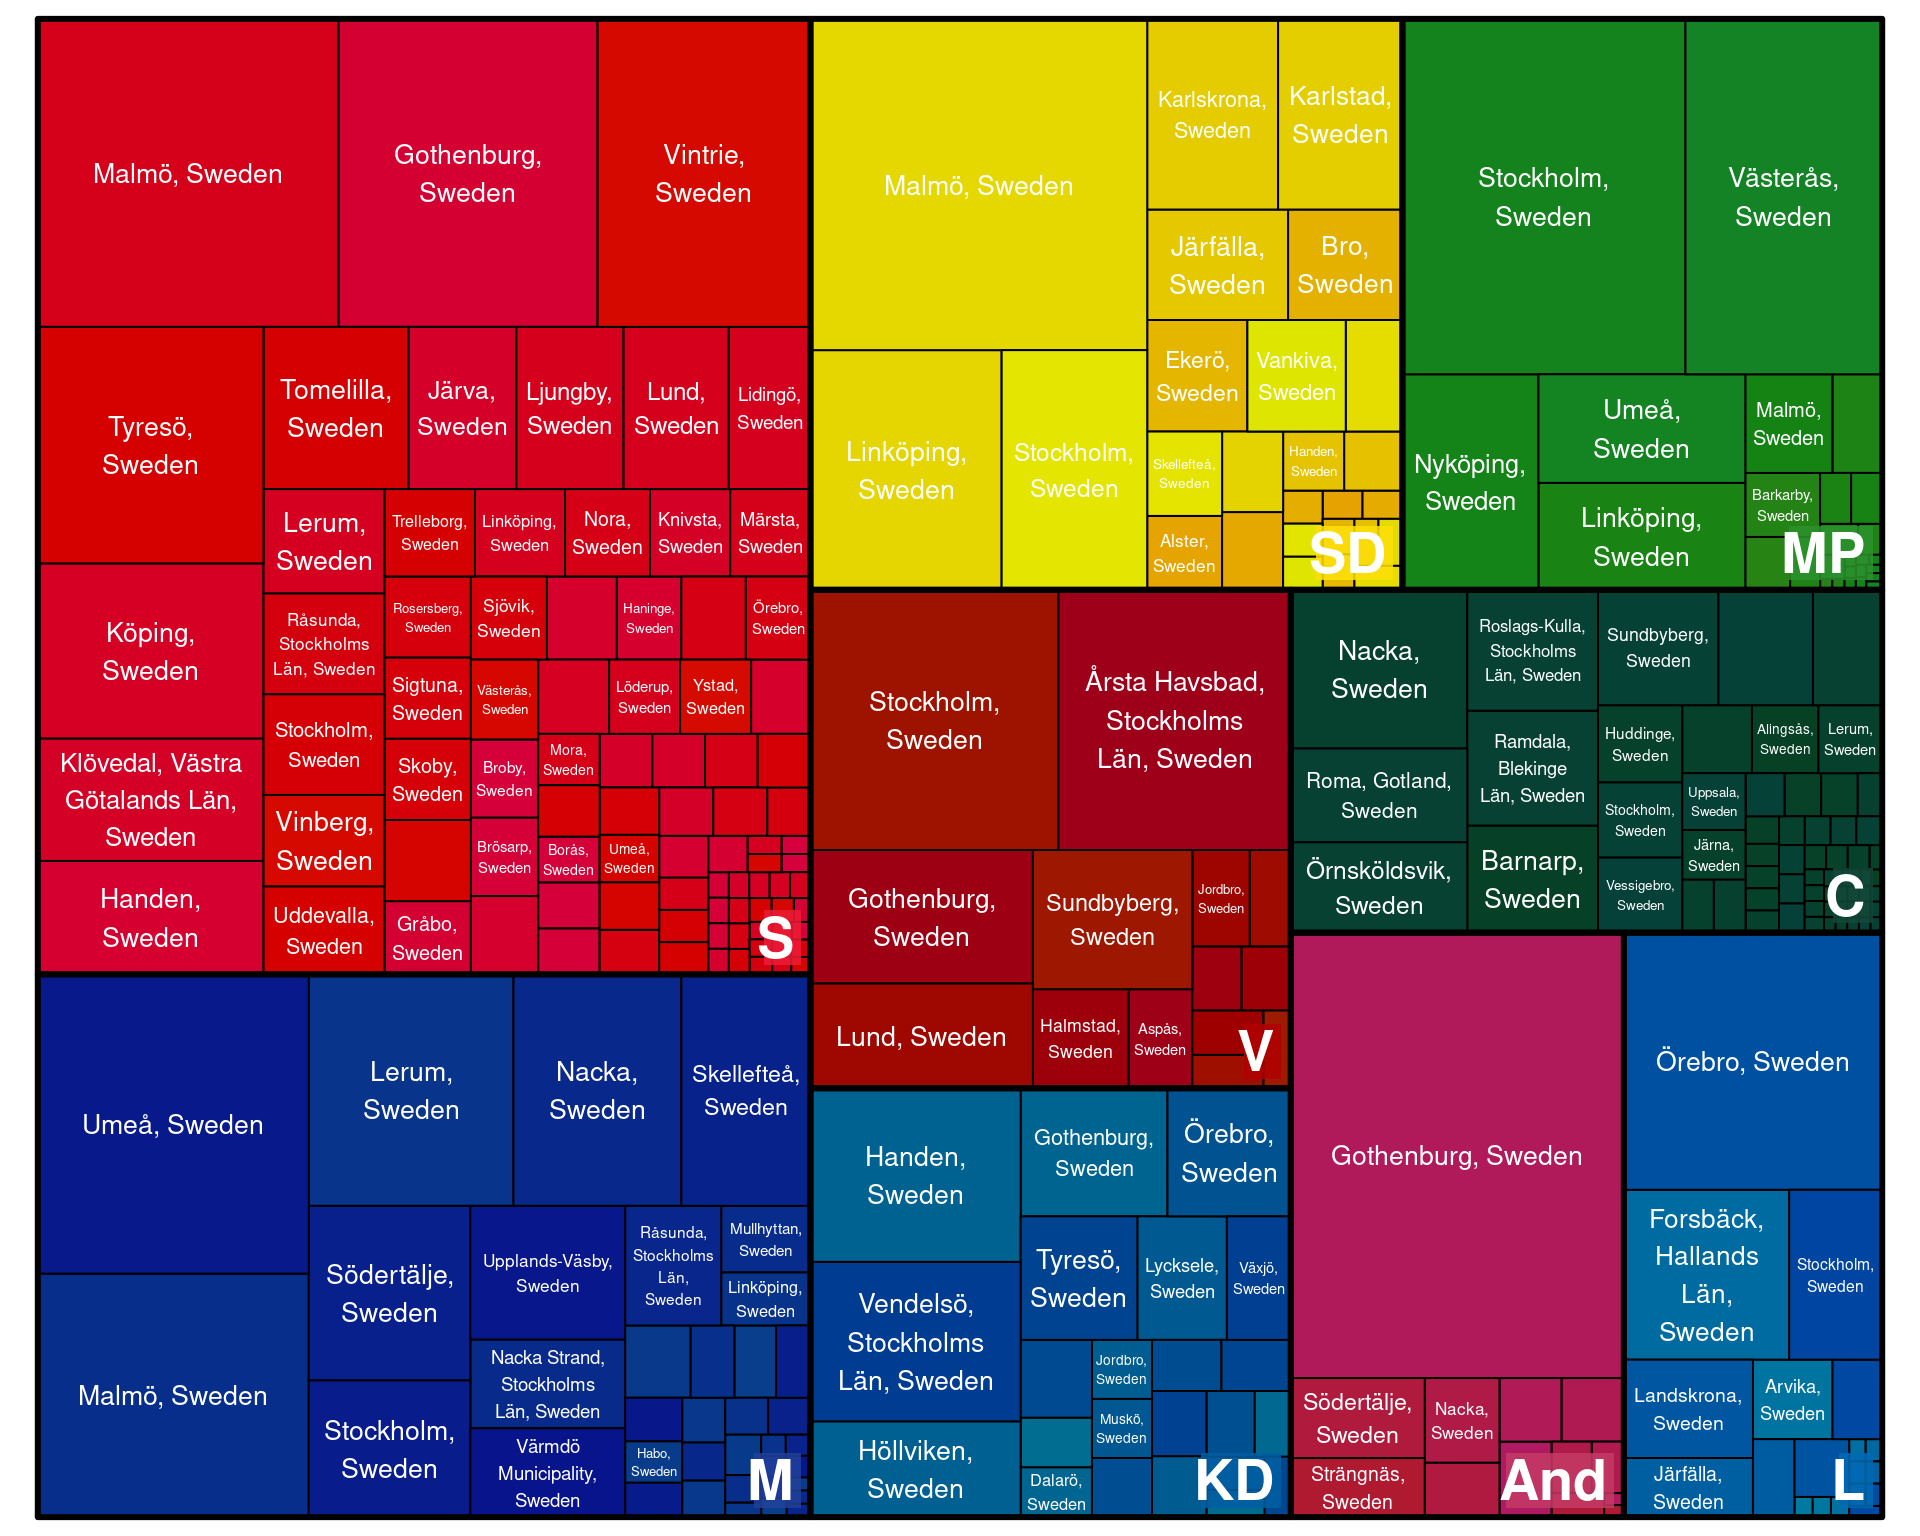 Malmö, Sweden
Gothenburg,
Sweden
Vintrie,
Sweden
Tyresö,
Sweden
Tomelilla,
Sweden
Järva,
Sweden
Ljungby,
Sweden
Lund,
Sweden
Lidingö,
Sweden
Köping,
Sweden
Klövedal, Västra
Götalands Län,
Sweden
Handen,
Sweden
Lerum,
Sweden
Råsunda,
Stockholms
Län, Sweden
Stockholm,
Sweden
Vinberg,
Sweden
Uddevalla,
Sweden
Trelleborg,
Sweden
Linköping,
Sweden
Nora,
Sweden
Knivsta,
Sweden
Märsta,
Sweden
Rosersberg,
Sweden
Sjövik,
Sweden
Haninge,
Sweden
Örebro,
Sweden
Sigtuna,
Sweden
Västerås,
Sweden
Löderup,
Sweden
Ystad,
Sweden
Skoby,
Sweden
Broby,
Sweden
Mora,
Sweden
Brösarp,
Sweden
Borås,
Sweden
Umeå,
Sweden
Gråbo,
Sweden
S
Malmö, Sweden
Karlskrona,
Sweden
Karlstad,
Sweden
Järfälla,
Sweden
Bro,
Sweden
Linköping,
Sweden
Stockholm,
Sweden
Ekerö,
Sweden
Vankiva,
Sweden
Skellefteå,
Sweden
Handen,
Sweden
Alster,
Sweden
SD
Stockholm,
Sweden
Västerås,
Sweden
Nyköping,
Sweden
Umeå,
Sweden
Linköping,
Sweden
Malmö,
Sweden
Barkarby,
Sweden
MP
Stockholm,
Sweden
Årsta Havsbad,
Stockholms
Län, Sweden
Gothenburg,
Sweden
Lund, Sweden
Sundbyberg,
Sweden
Jordbro,
Sweden
Halmstad,
Sweden
Aspås,
Sweden
V
Nacka,
Sweden
Roma, Gotland,
Sweden
Örnsköldsvik,
Sweden
Roslags-Kulla,
Stockholms
Län, Sweden
Ramdala,
Blekinge
Län, Sweden
Barnarp,
Sweden
Sundbyberg,
Sweden
Huddinge,
Sweden
Alingsås,
Sweden
Lerum,
Sweden
Stockholm,
Sweden
Uppsala,
Sweden
Järna,
Sweden
Vessigebro,
Sweden
C
Umeå, Sweden
Malmö, Sweden
Lerum,
Sweden
Nacka,
Sweden
Skellefteå,
Sweden
Södertälje,
Sweden
Stockholm,
Sweden
Upplands-Väsby,
Sweden
Nacka Strand,
Stockholms
Län, Sweden
Värmdö
Municipality,
Sweden
Råsunda,
Stockholms
Län,
Sweden
Mullhyttan,
Sweden
Linköping,
Sweden
Habo,
Sweden
M
Handen,
Sweden
Vendelsö,
Stockholms
Län, Sweden
Höllviken,
Sweden
Gothenburg,
Sweden
Örebro,
Sweden
Tyresö,
Sweden
Lycksele,
Sweden
Växjö,
Sweden
Jordbro,
Sweden
Muskö,
Sweden
Dalarö,
Sweden
KD
Gothenburg, Sweden
Södertälje,
Sweden
Nacka,
Sweden
Strängnäs,
Sweden
And
Örebro, Sweden
Forsbäck,
Hallands
Län,
Sweden
Stockholm,
Sweden
Landskrona,
Sweden
Arvika,
Sweden
Järfälla,
Sweden
L